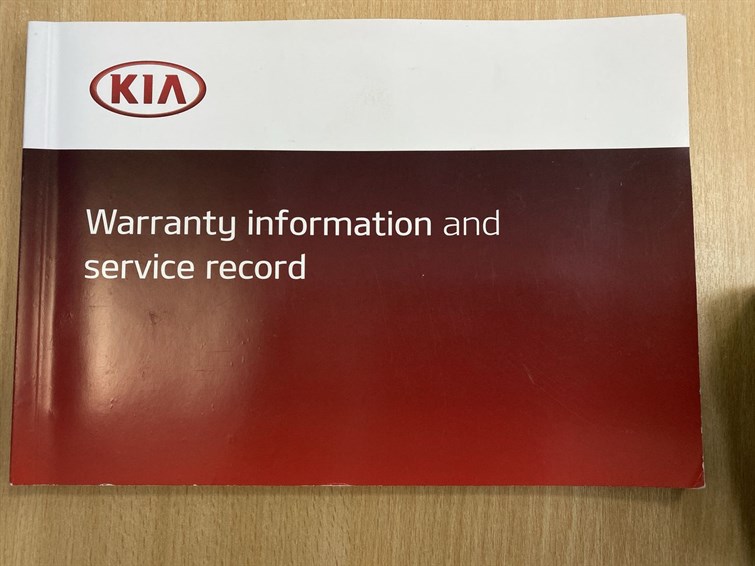 KIA
Warranty information and
service record